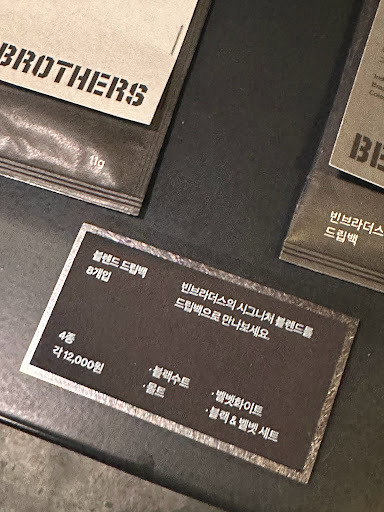 BROTHERS
11g
BE
빈브라더스
드립백
블렌드 드립백
8개입
빈브라더스의 시그니처 블렌드를
드립백으로 만나보세요.
4종
각 12,000원
· 블랙수트
· 몰트
· 벨벳화이트
· 블랙 & 벨벳 세트